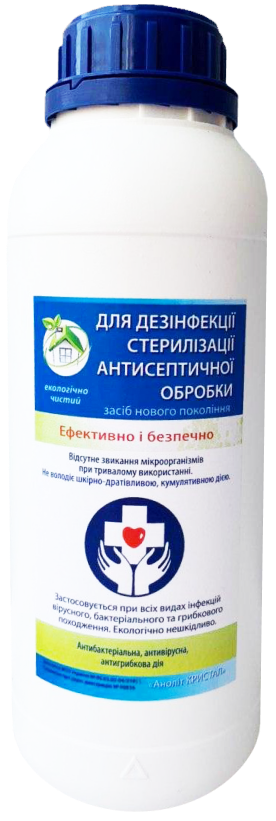 ДЛЯ ДЕЗІНФЕКЦІЇ
СТЕРИЛІЗАЦІЇ
АНТИСЕПТИЧНОЇ
ОБРОБКИ
засіб нового покоління
екологічно
чистий
Ефективно і безпечно
Відсутнє звикання мікроорганізмів
при тривалому використанні.
Не володіє шкірно-дратівливою, кумулятивною дією.
Застосовується при всіх видах інфекцій
вірусного, бактеріального та грибкового
походження. Екологічно нешкідливо.
Антибактеріальна, антивірусна,
антигрибкова дія
«Аноліт КРИСТАЛ»